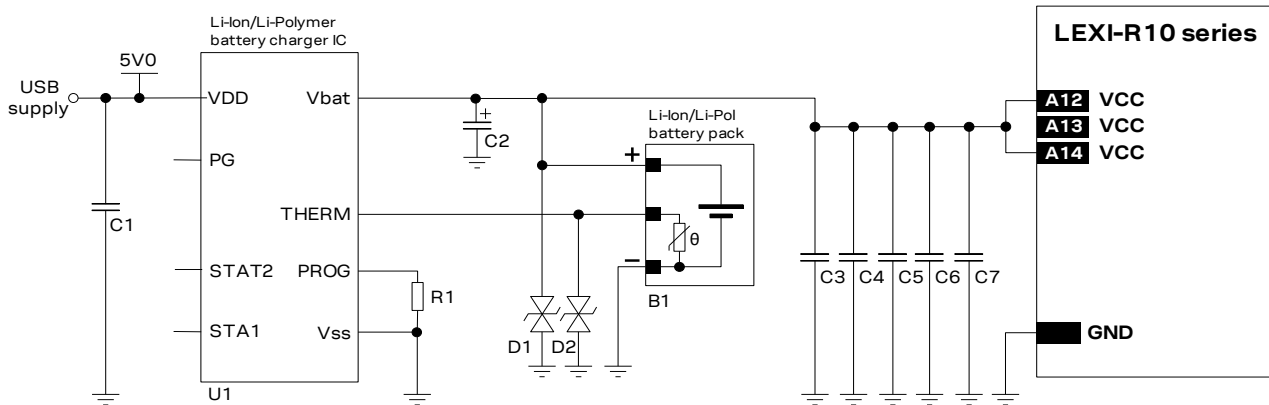 Li-Ion/Li-Polymer
battery charger IC
LEXI-R10 series
5V0
USB
supply
VDD
Vbat
A12 VCC
A13 VCC
A14 VCC
Li-Ion/Li-Pol
battery pack
+
C2
+
PG
THERM
θ
C1
STAT2
PROG
–
R1
B1
C3
C4
C5
C6
C7
STA1
Vss
D1
D2
GND
U1